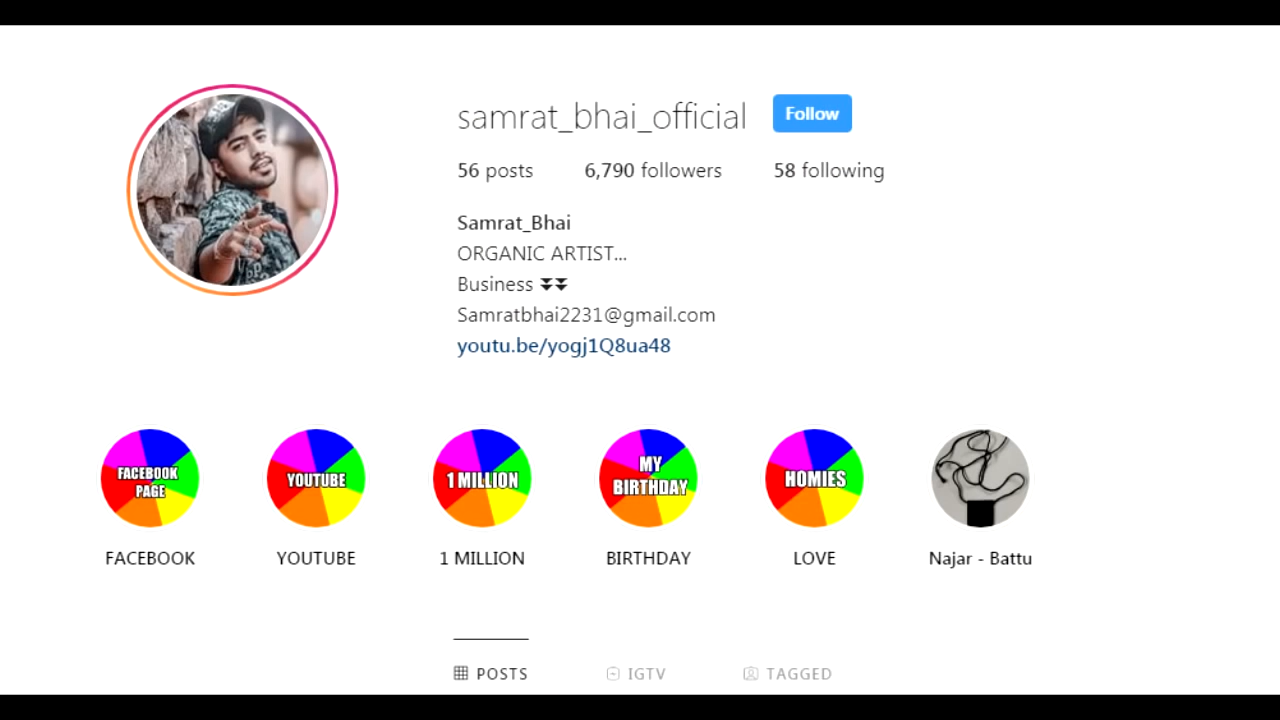 samrat_bhai_official Follow
56 posts 6,790 followers 58 following
Samrat_Bhai
ORGANIC ARTIST...
Business ⏬⏬
Samratbhai2231@gmail.com
youtu.be/yogj1Q8ua48
FACEBOOK
PAGE
YOUTUBE
1 MILLION
MY
BIRTHDAY
HOMIES
FACEBOOK YOUTUBE 1 MILLION BIRTHDAY LOVE Najar - Battu
POSTS IGTV TAGGED